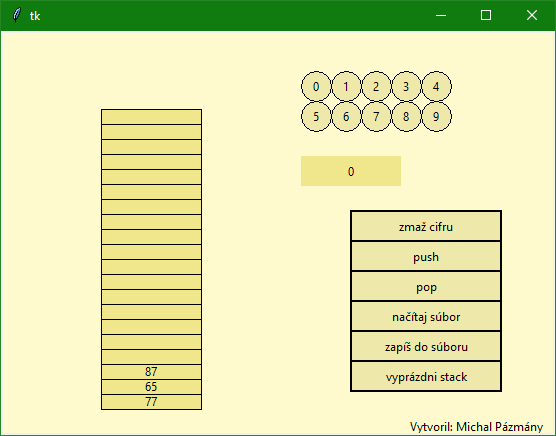 tk
0 1 2 3 4
5 6 7 8 9
0
zmaž cifru
push
pop
načítaj súbor
zapíš do súboru
vyprázdni stack
87
65
77
Vytvoril: Michal Pázmány